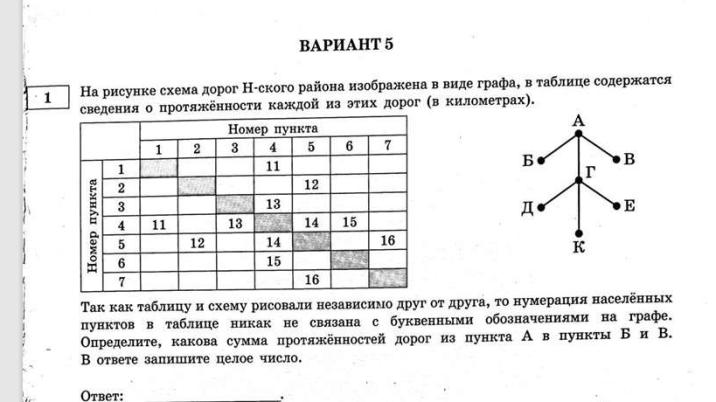 ВАРИАНТ 5
1
На рисунке схема дорог Н-ского района изображена в виде графа, в таблице содержатся
сведения о протяжённости каждой из этих дорог (в километрах).
Номер пункта
1 2 3 4 5 6 7
Номер пункта
1 11
2 12
3 13
4 11 13 14 15
5 12 14 16
6 15
7 16
А
Б В
Г
Д Е
К
Так как таблицу и схему рисовали независимо друг от друга, то нумерация населённых
пунктов в таблице никак не связана с буквенными обозначениями на графе.
Определите, какова сумма протяжённостей дорог из пункта А в пункты Б и В.
В ответе запишите целое число.
Ответ: ____________________.